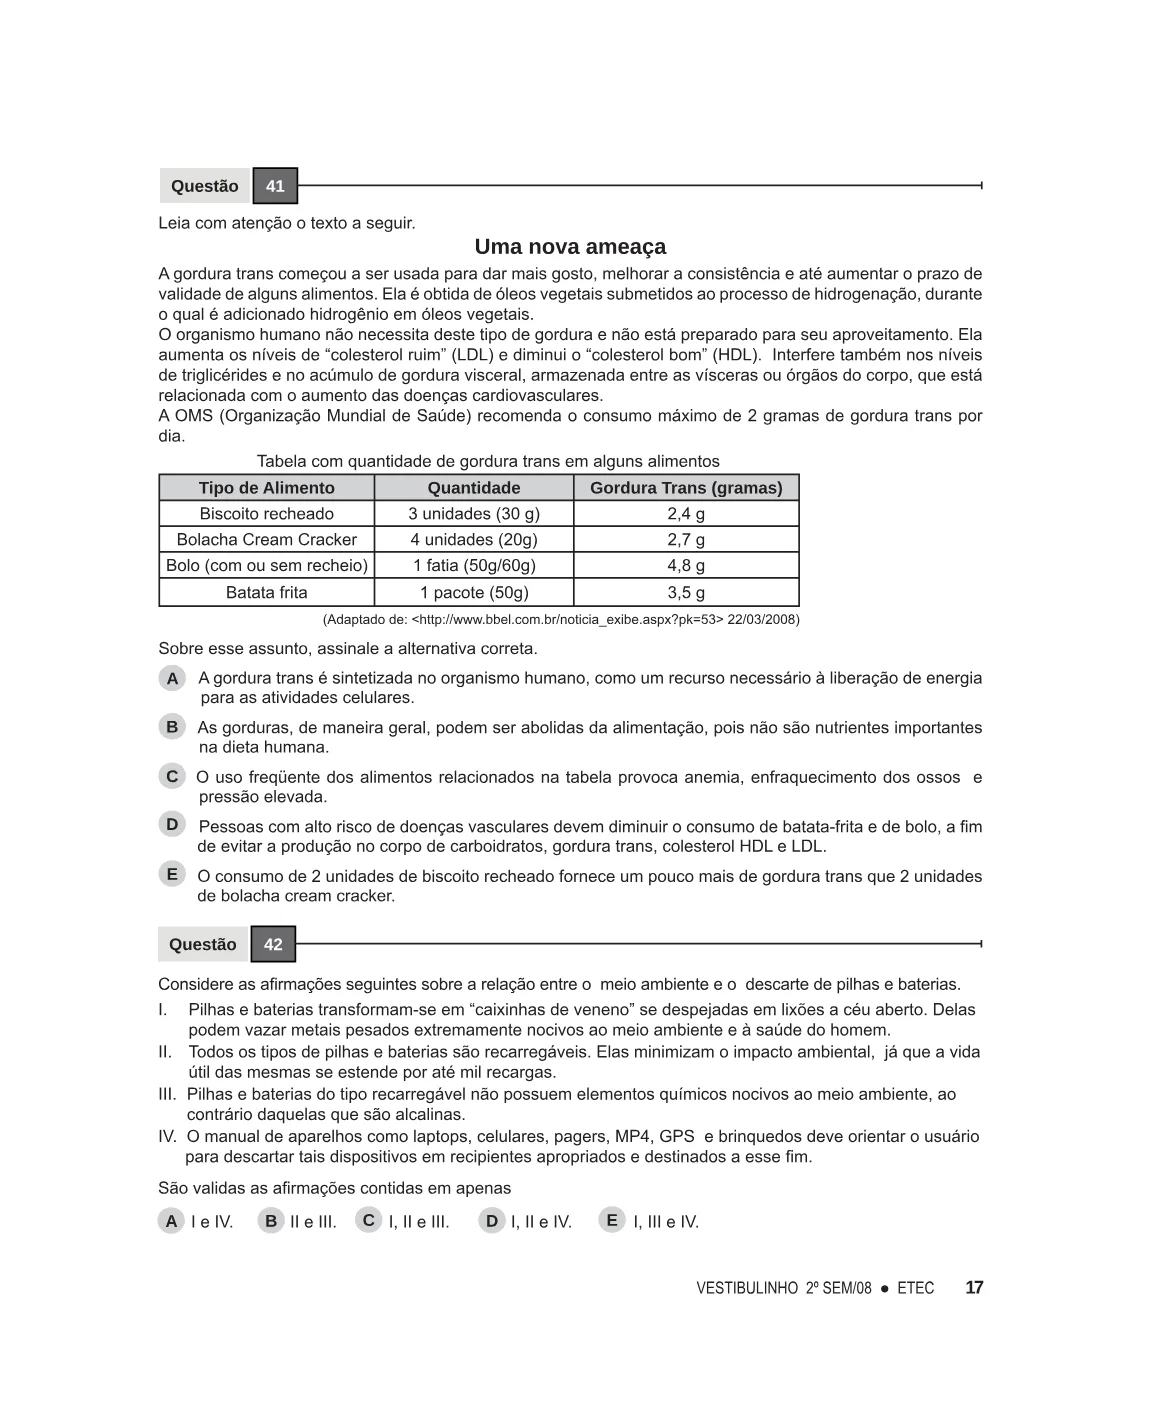 Questão 41
Leia com atenção o texto a seguir.
Uma nova ameaça
A gordura trans começou a ser usada para dar mais gosto, melhorar a consistência e até aumentar o prazo de
validade de alguns alimentos. Ela é obtida de óleos vegetais submetidos ao processo de hidrogenação, durante
o qual é adicionado hidrogênio em óleos vegetais.
O organismo humano não necessita deste tipo de gordura e não está preparado para seu aproveitamento. Ela
aumenta os níveis de “colesterol ruim” (LDL) e diminui o “colesterol bom” (HDL). Interfere também nos níveis
de triglicérides e no acúmulo de gordura visceral, armazenada entre as vísceras ou órgãos do corpo, que está
relacionada com o aumento das doenças cardiovasculares.
A OMS (Organização Mundial de Saúde) recomenda o consumo máximo de 2 gramas de gordura trans por
dia.
Tabela com quantidade de gordura trans em alguns alimentos
Tipo de Alimento Quantidade Gordura Trans (gramas)
Biscoito recheado 3 unidades (30 g) 2,4 g
Bolacha Cream Cracker 4 unidades (20g) 2,7 g
Bolo (com ou sem recheio) 1 fatia (50g/60g) 4,8 g
Batata frita 1 pacote (50g) 3,5 g
(Adaptado de: <http://www.bbel.com.br/noticia_exibe.aspx?pk=53> 22/03/2008)
Sobre esse assunto, assinale a alternativa correta.
A A gordura trans é sintetizada no organismo humano, como um recurso necessário à liberação de energia
para as atividades celulares.
B As gorduras, de maneira geral, podem ser abolidas da alimentação, pois não são nutrientes importantes
na dieta humana.
C O uso freqüente dos alimentos relacionados na tabela provoca anemia, enfraquecimento dos ossos e
pressão elevada.
D Pessoas com alto risco de doenças vasculares devem diminuir o consumo de batata-frita e de bolo, a fim
de evitar a produção no corpo de carboidratos, gordura trans, colesterol HDL e LDL.
E O consumo de 2 unidades de biscoito recheado fornece um pouco mais de gordura trans que 2 unidades
de bolacha cream cracker.
Questão 42
Considere as afirmações seguintes sobre a relação entre o meio ambiente e o descarte de pilhas e baterias.
I. Pilhas e baterias transformam-se em “caixinhas de veneno” se despejadas em lixões a céu aberto. Delas
podem vazar metais pesados extremamente nocivos ao meio ambiente e à saúde do homem.
II. Todos os tipos de pilhas e baterias são recarregáveis. Elas minimizam o impacto ambiental, já que a vida
útil das mesmas se estende por até mil recargas.
III. Pilhas e baterias do tipo recarregável não possuem elementos químicos nocivos ao meio ambiente, ao
contrário daquelas que são alcalinas.
IV. O manual de aparelhos como laptops, celulares, pagers, MP4, GPS e brinquedos deve orientar o usuário
para descartar tais dispositivos em recipientes apropriados e destinados a esse fim.
São validas as afirmações contidas em apenas
A I e IV. B II e III. C I, II e III. D I, II e IV. E I, III e IV.
VESTIBULINHO 2º SEM/08 ● ETEC 17